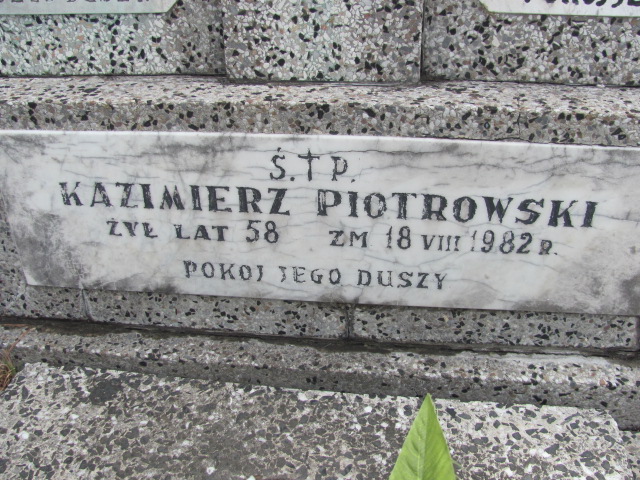 Ś.†P.
KAZIMIERZ PIOTROWSKI
ŻYŁ LAT 58 ZM 18 VIII 1982 R.
POKÓJ JEGO DUSZY